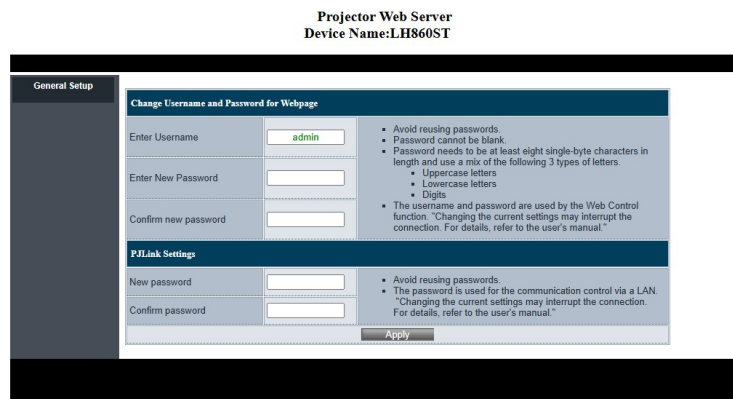 Projector Web Server
Device Name:LH860ST
General Setup
Change Username and Password for Webpage
Enter Username
admin
Enter New Password
Confirm new password
▪ Avoid reusing passwords.
▪ Password cannot be blank.
▪ Password needs to be at least eight single-byte characters in
length and use a mix of the following 3 types of letters.
▪ Uppercase letters
▪ Lowercase letters
▪ Digits
▪ The username and password are used by the Web Control
function. "Changing the current settings may interrupt the
connection. For details, refer to the user's manual."
PJLink Settings
New password
Confirm password
▪ Avoid reusing passwords.
▪ The password is used for the communication control via a LAN.
"Changing the current settings may interrupt the connection.
For details, refer to the user's manual."
Apply